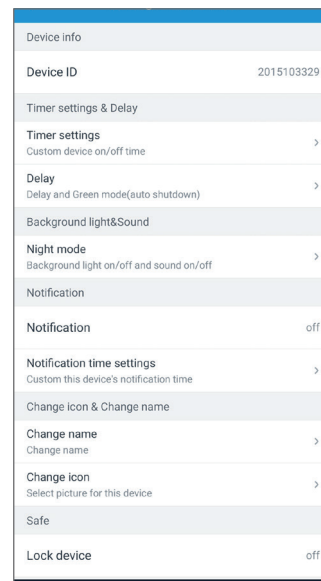 Device info
Device ID 2015103329
Timer settings & Delay
Timer settings
Custom device on/off time
Delay
Delay and Green mode(auto shutdown)
Background light&Sound
Night mode
Background light on/off and sound on/off
Notification
Notification off
Notification time settings
Custom this device's notification time
Change icon & Change name
Change name
Change name
Change icon
Select picture for this device
Safe
Lock device off